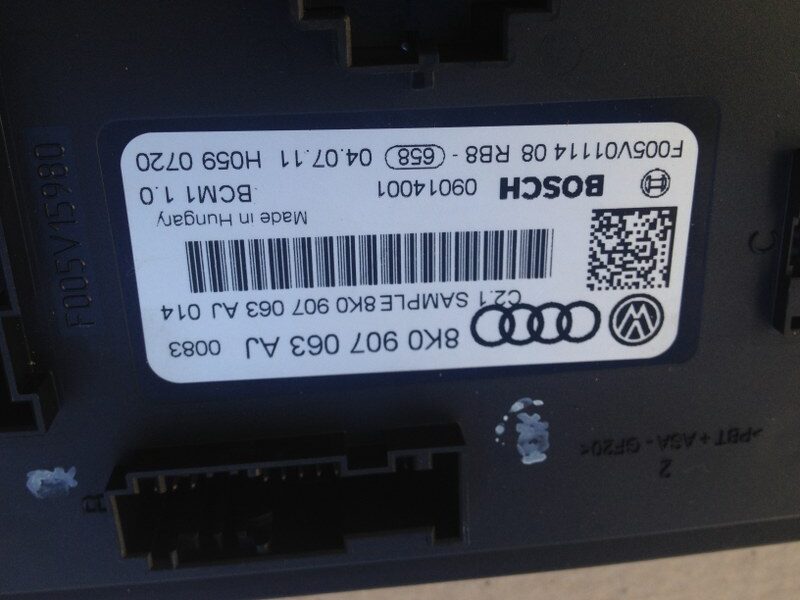 8K0 907 063 AJ 0083
C2.1 SAMPLE 8K0 907 063 AJ 014
Made in Hungary
BOSCH 09014001 BCM1 1.0
F005V01114 08 RB8 - 658 04.07.11 H059 0720
F005V15980
C
2
>PBT+ASA-GF20<